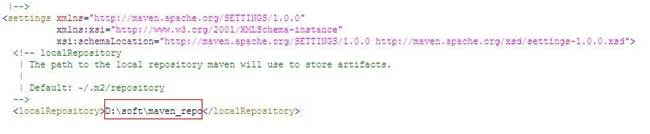 |-->
<settings xmlns="http://maven.apache.org/SETTINGS/1.0.0"
xmlns:xsi="http://www.w3.org/2001/XMLSchema-instance"
xsi:schemaLocation="http://maven.apache.org/SETTINGS/1.0.0 http://maven.apache.org/xsd/settings-1.0.0.xsd">
<!-- localRepository
| The path to the local repository maven will use to store artifacts.
|
| Default: ~/.m2/repository
-->
<localRepository>D:\soft\maven_repo</localRepository>